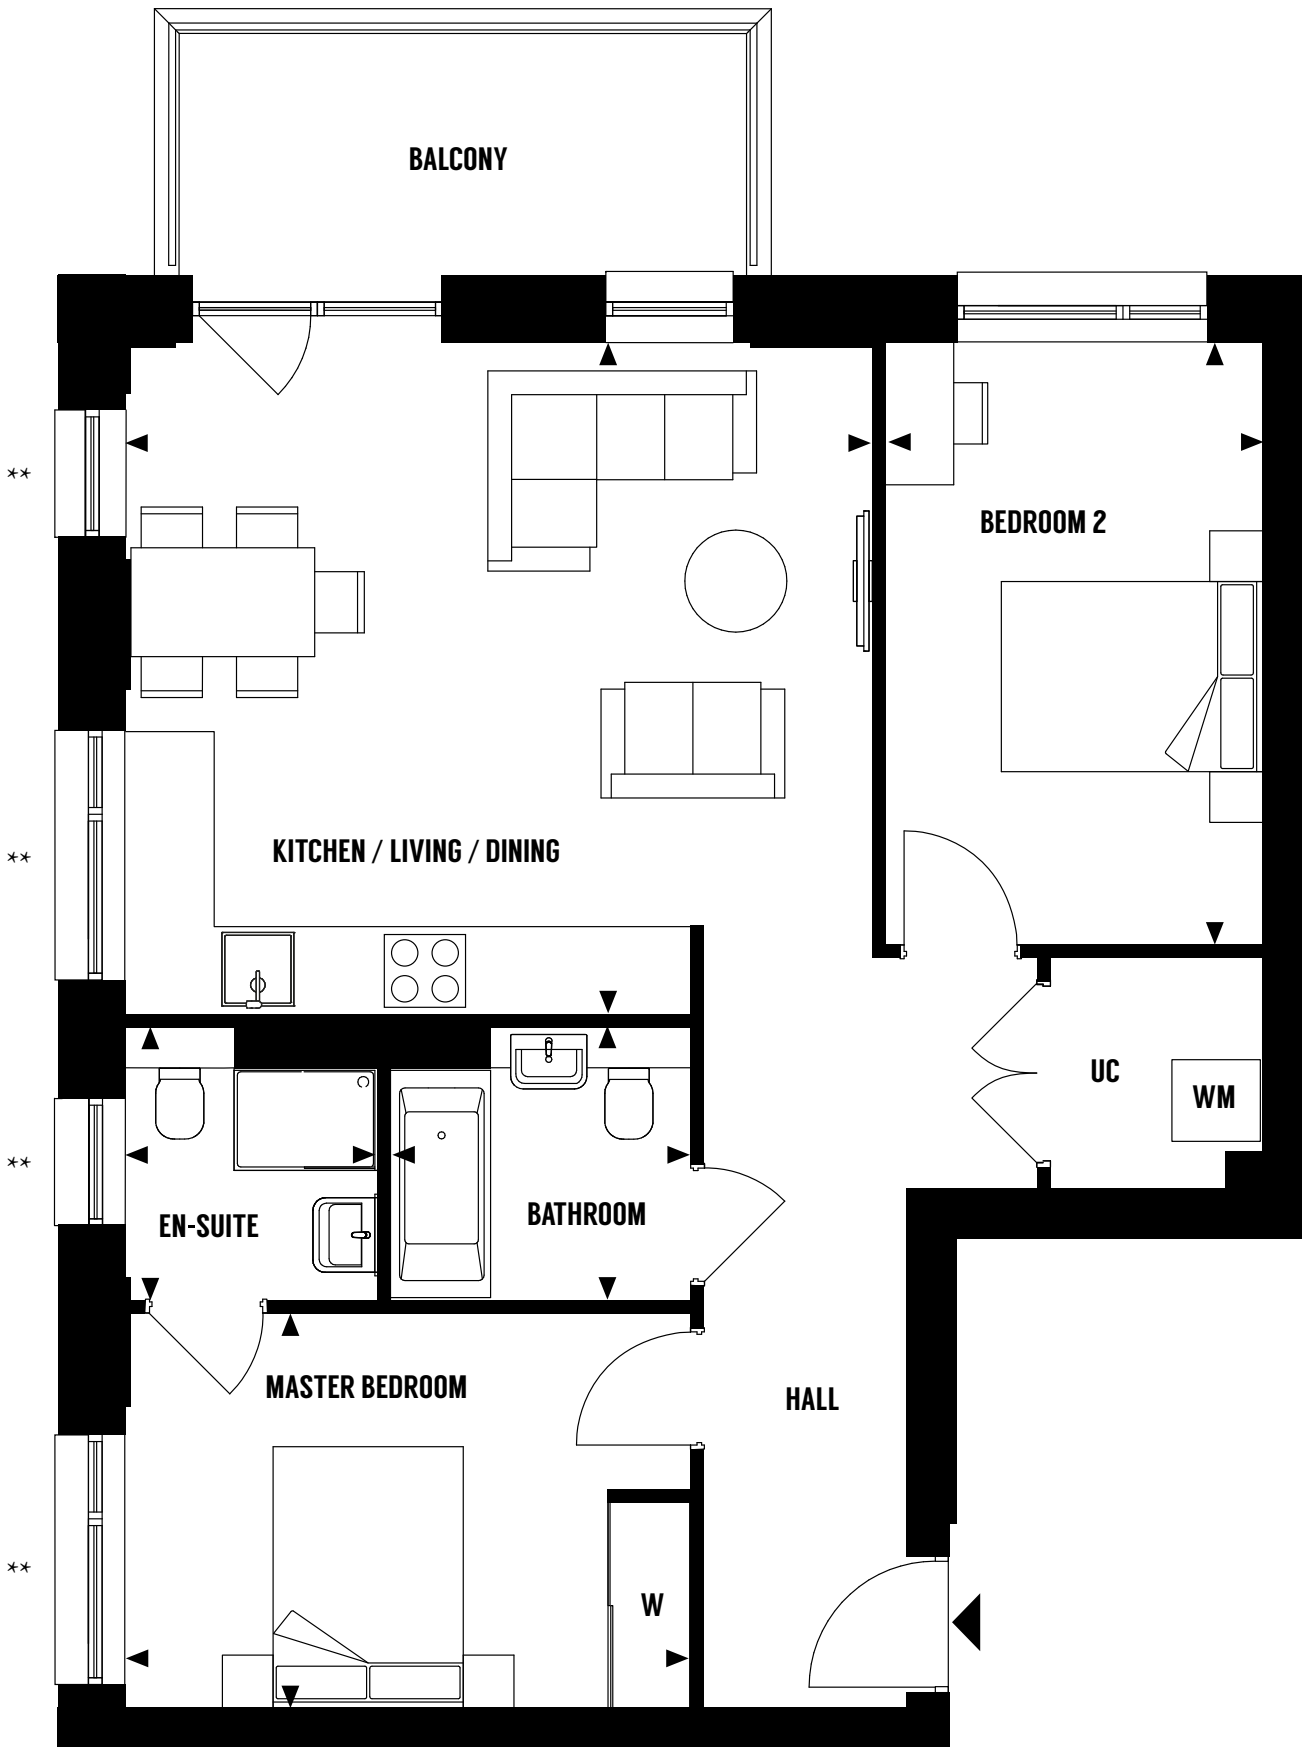 BALCONY
**
BEDROOM 2
KITCHEN / LIVING / DINING
**
UC
WM
**
EN-SUITE
BATHROOM
MASTER BEDROOM
HALL
**
W